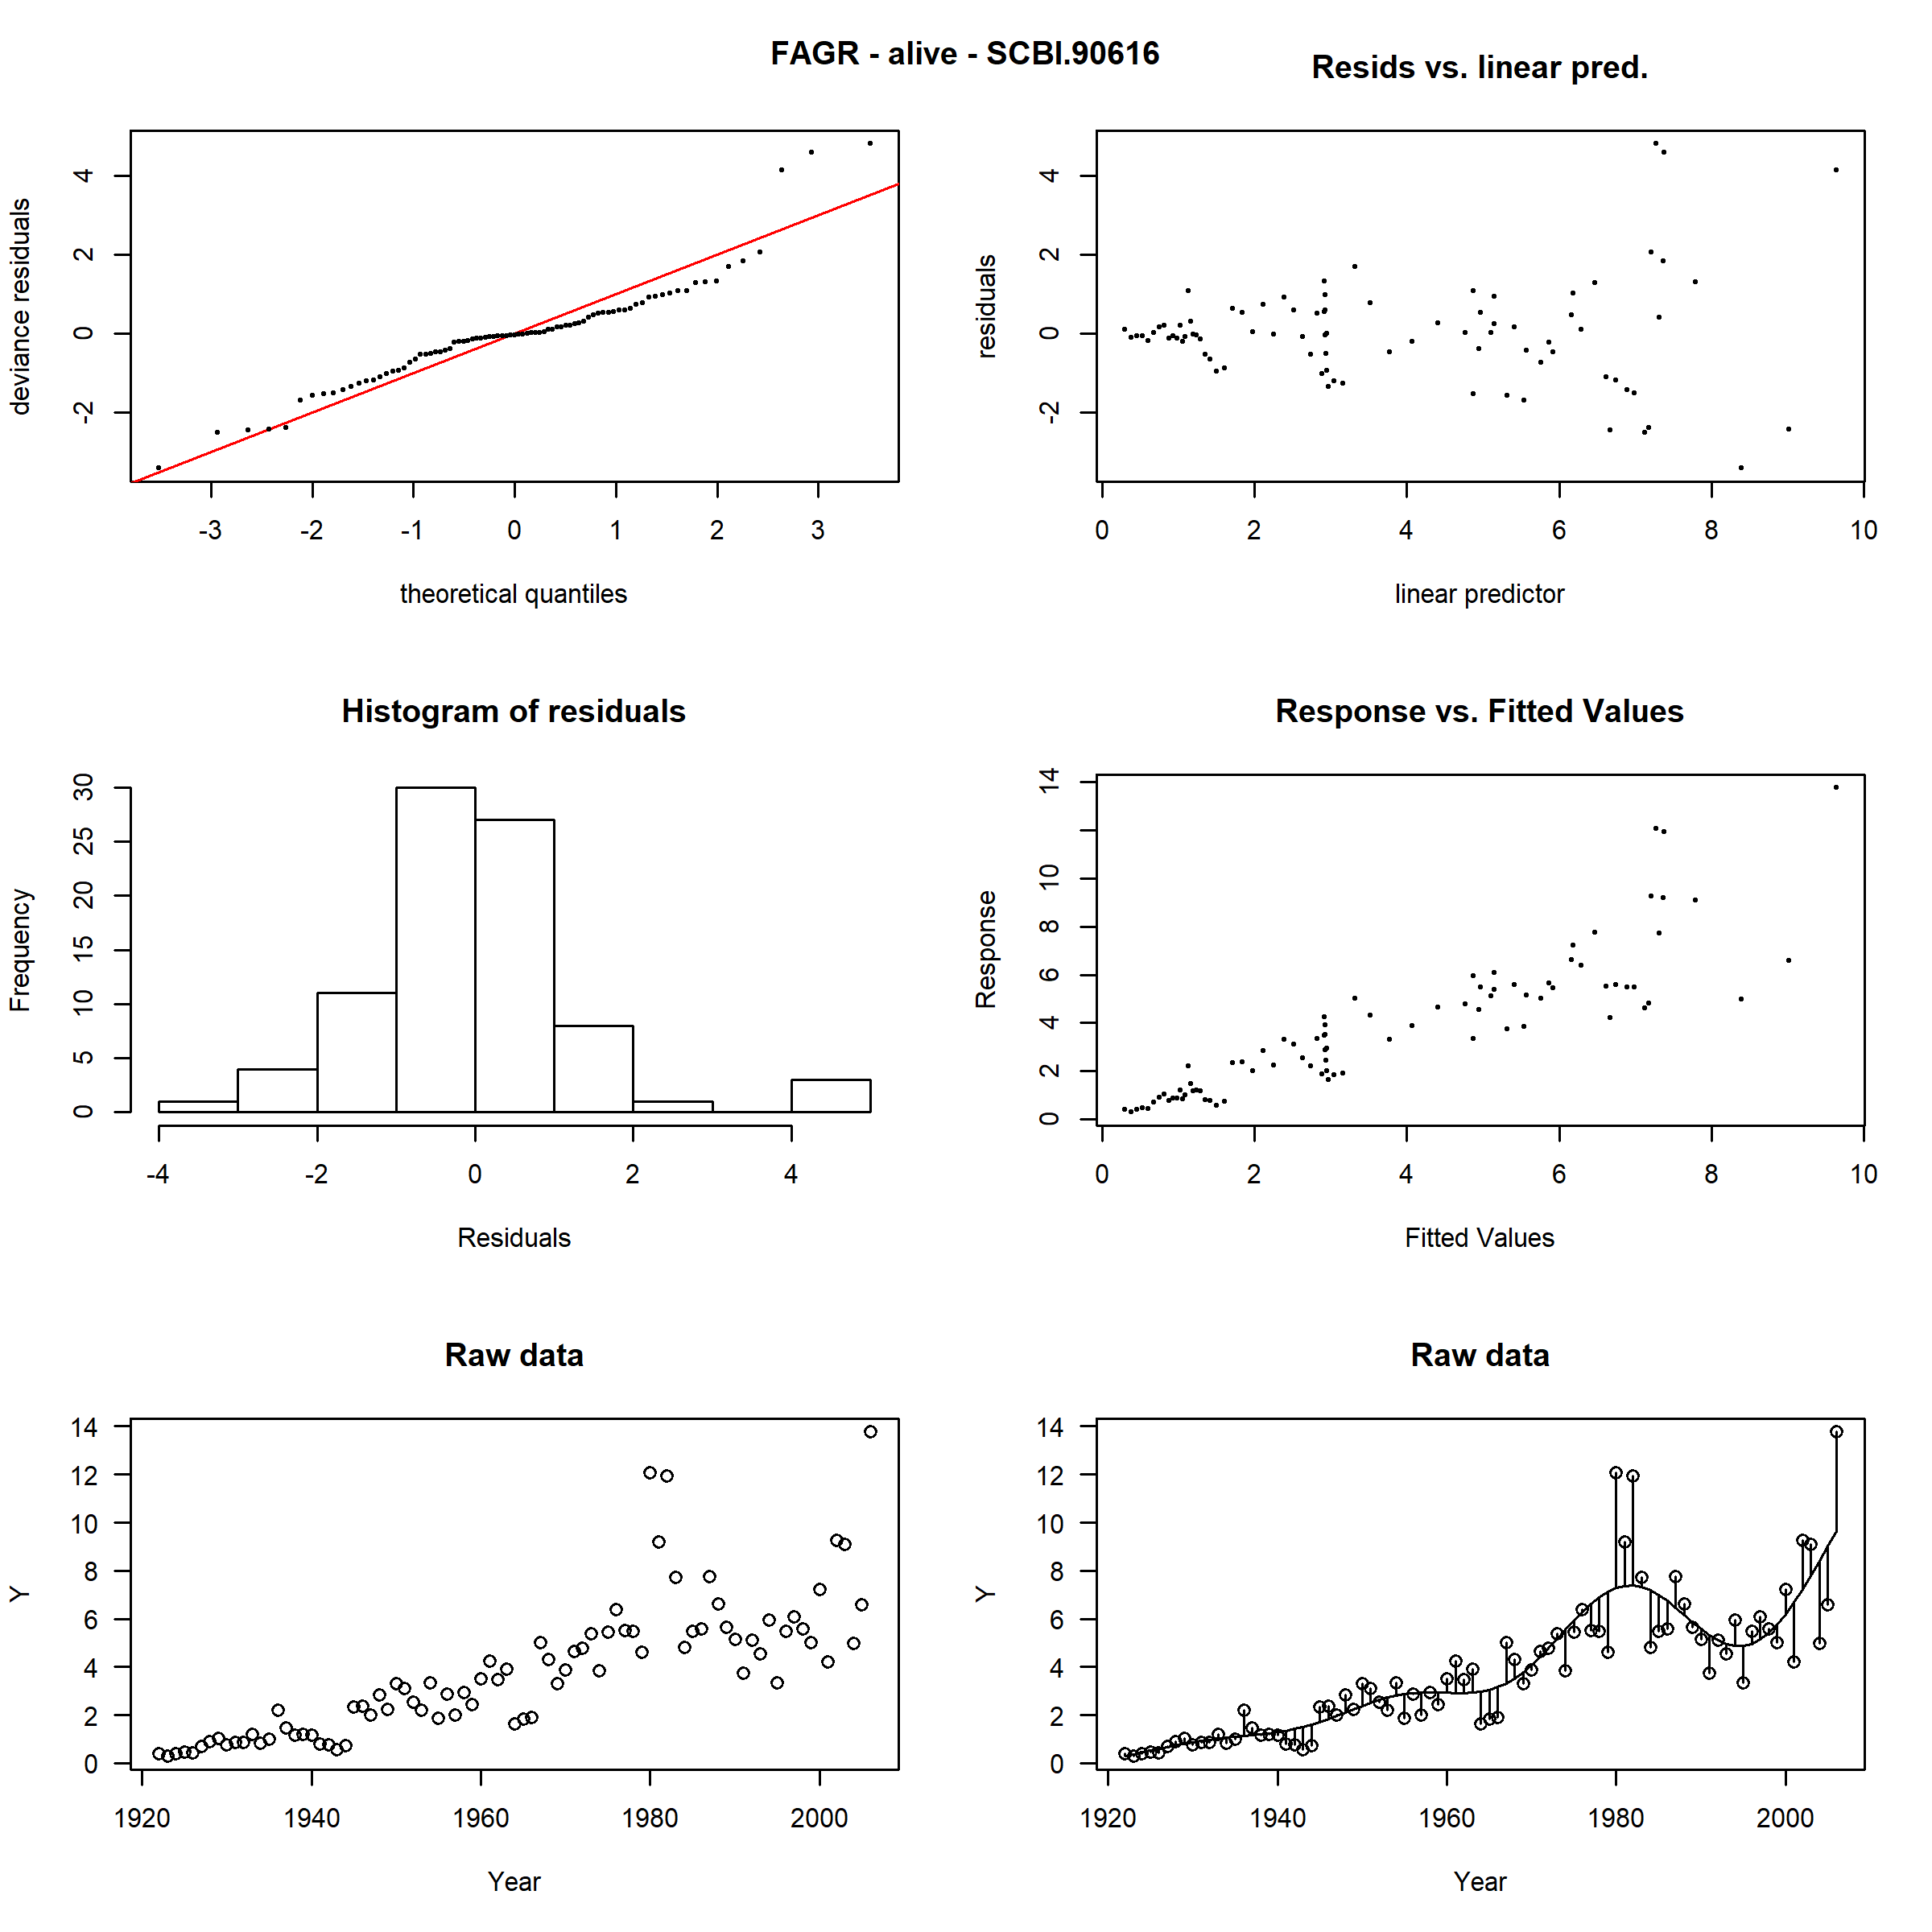 FAGR - alive - SCBI.90616
Resids vs. linear pred.
deviance residuals
-2 0 2 4
-3 -2 -1 0 1 2 3
theoretical quantiles
residuals
-2 0 2 4
0 2 4 6 8 10
linear predictor
Histogram of residuals
Frequency
0 5 10 15 20 25 30
-4 -2 0 2 4
Residuals
Response vs. Fitted Values
Response
0 2 4 6 8 10 14
0 2 4 6 8 10
Fitted Values
Raw data
Y
0 2 4 6 8 10 12 14
1920 1940 1960 1980 2000
Year
Raw data
Y
0 2 4 6 8 10 12 14
1920 1940 1960 1980 2000
Year